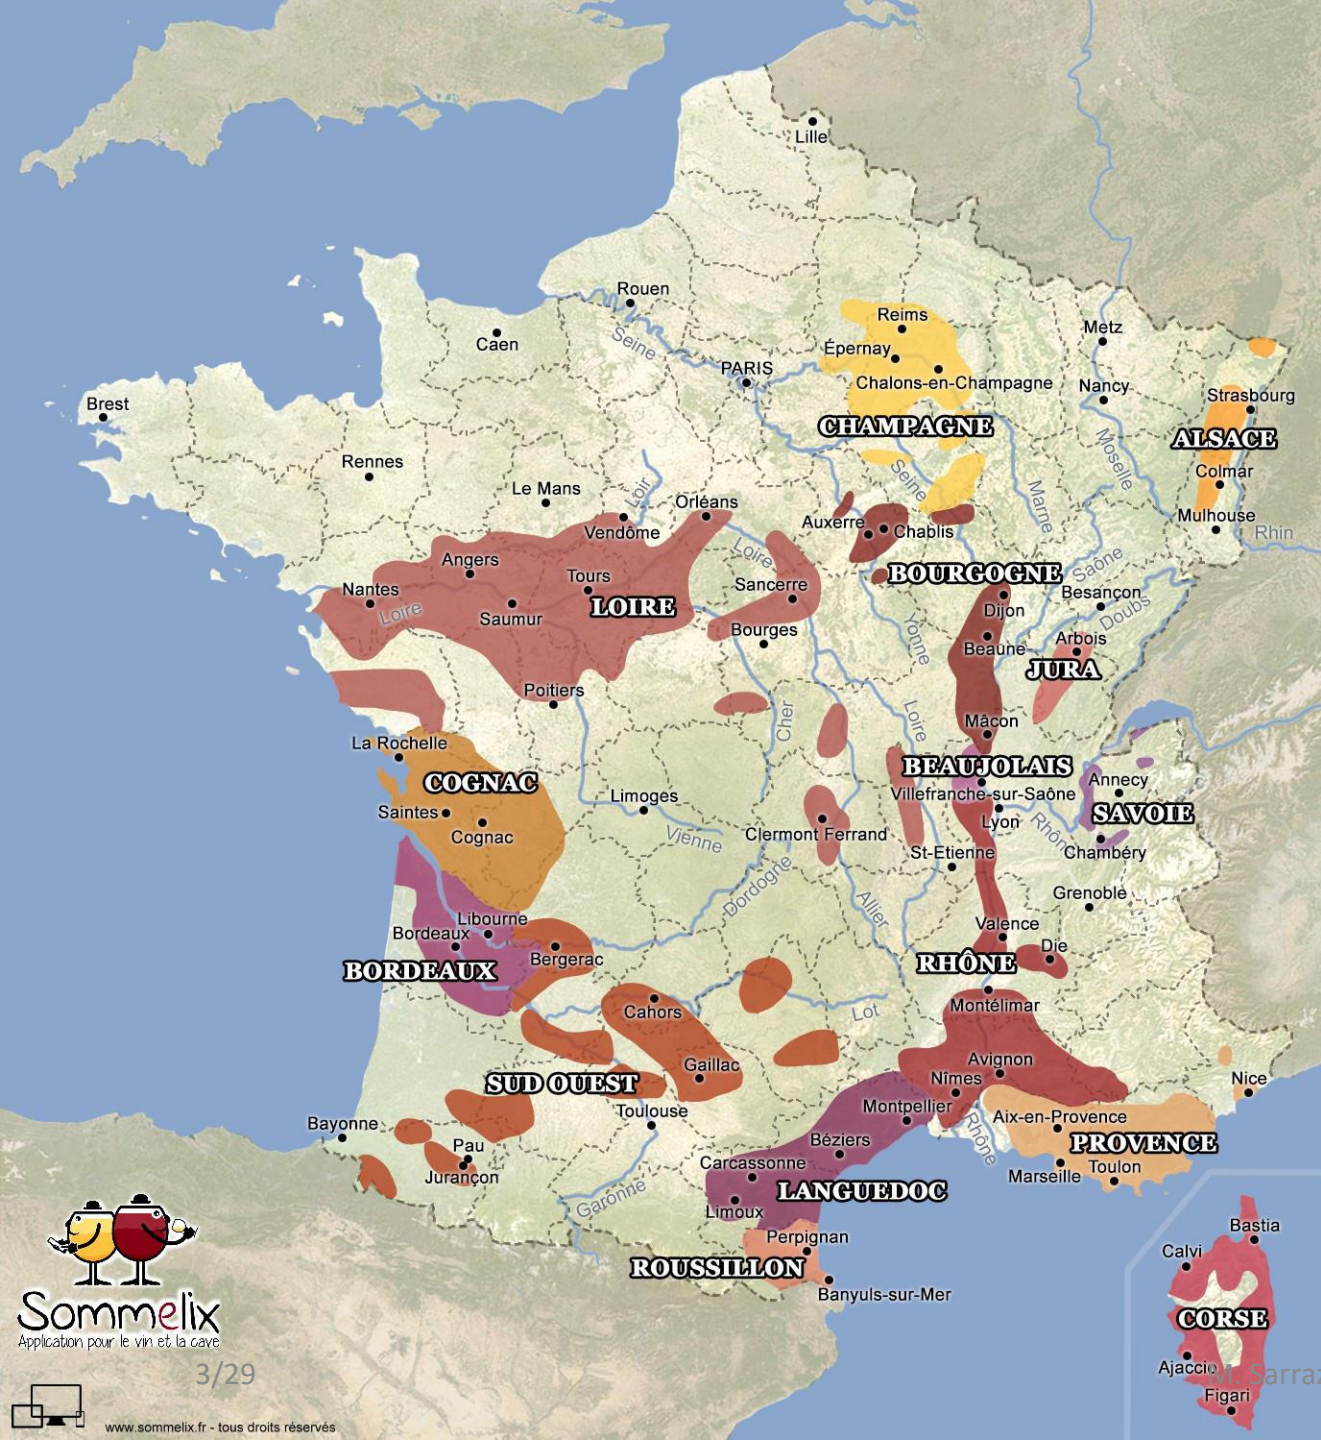 Lille
Rouen
Reims
Seine
Metz
Caen
Épernay
PARIS
Chalons-en-Champagne
Nancy
Strasbourg
Brest
CHAMPAGNE
ALSACE
Moselle
Rennes
Colmar
Seine
Le Mans
Loir
Orléans
Marne
Mulhouse
Auxerre
Chablis
Vendôme
Rhin
Loire
Angers
BOURGOGNE
Saône
Tours
Sancerre
Nantes
Besançon
LOIRE
Dijon
Loire
Doubs
Saumur
Bourges
Yonne
Beaune
Arbois
JURA
Poitiers
Cher
Loire
Mâcon
La Rochelle
BEAUJOLAIS
COGNAC
Annecy
Limoges
Villefranche-sur-Saône
Saintes
SAVOIE
Lyon
Rhône
Cognac
Vienne
Clermont Ferrand
St-Etienne
Chambéry
Dordogne
Grenoble
Allier
Libourne
Valence
Bordeaux
Die
Bergerac
RHÔNE
BORDEAUX
Montélimar
Cahors
Lot
Avignon
Gaillac
Nîmes
Nice
SUD OUEST
Montpellier
Toulouse
Aix-en-Provence
Bayonne
Rhône
Béziers
PROVENCE
Pau
Carcassonne
Toulon
Jurançon
Marseille
LANGUEDOC
Garonne
Limoux
Bastia
Perpignan
Calvi
ROUSSILLON
Banyuls-sur-Mer
CORSE
Sommelix
Application pour le vin et la cave
Ajaccio
3/29
M. Sarraz
Figari
www.sommelix.fr - tous droits réservés